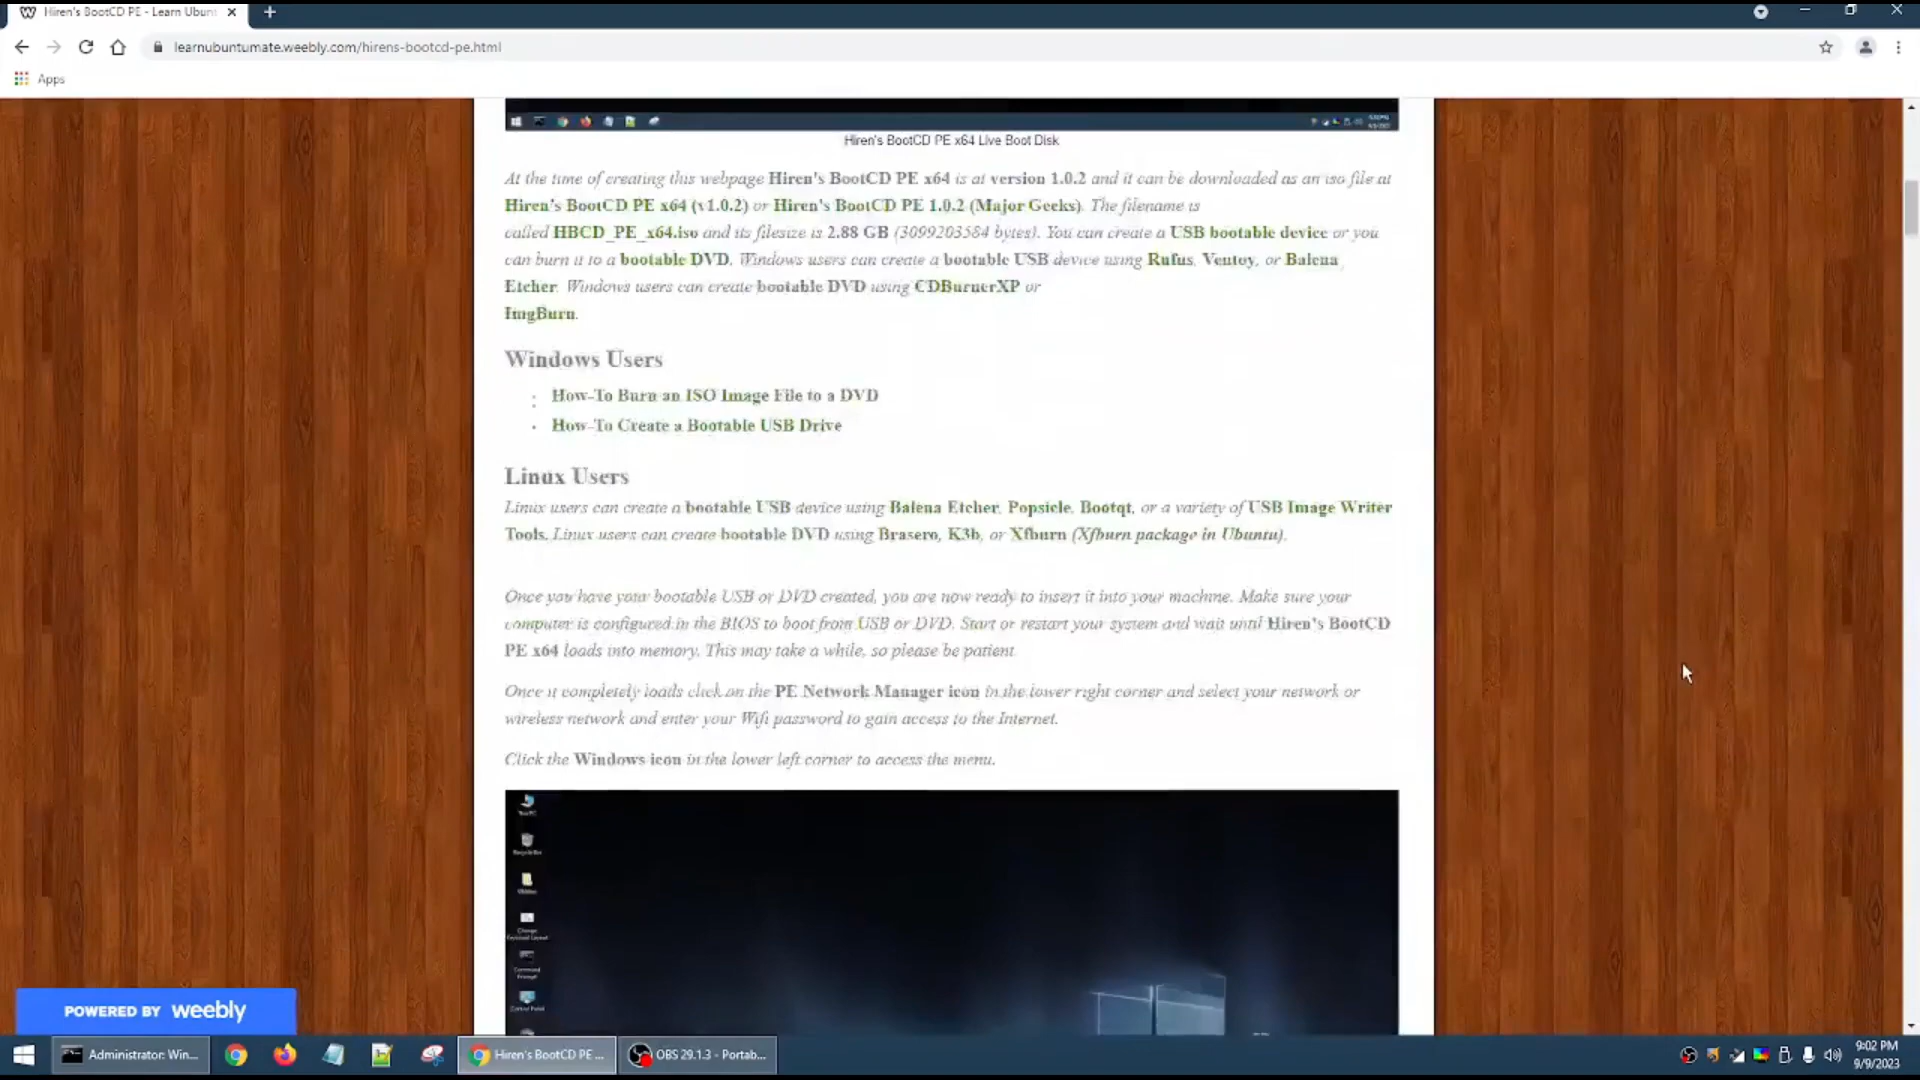 Hiren's BootCD PE - Learn Ubun
learnubuntumate.weebly.com/hirens-bootcd-pe.html
Apps
Hiren's BootCD PE x64 Live Boot Disk
At the time of creating this webpage Hiren's BootCD PE x64 is at version 1.0.2 and it can be downloaded as an iso file at
Hiren's BootCD PE x64 (v1.0.2) or Hiren's BootCD PE 1.0.2 (Major Geeks). The filename is
called HBCD_PE_x64.iso and its filesize is 2.88 GB (3099203584 bytes). You can create a USB bootable device or you
can burn it to a bootable DVD. Windows users can create a bootable USB device using Rufus, Ventoy, or Balena
Etcher. Windows users can create bootable DVD using CDBurnerXP or
ImgBurn.
Windows Users
How-To Burn an ISO Image File to a DVD
How-To Create a Bootable USB Drive
Linux Users
Linux users can create a bootable USB device using Balena Etcher, Popsicle, Bootqt, or a variety of USB Image Writer
Tools. Linux users can create bootable DVD using Brasero, K3b, or Xfburn (Xfburn package in Ubuntu).
Once you have your bootable USB or DVD created, you are now ready to insert it into your machine. Make sure your
computer is configured in the BIOS to boot from USB or DVD. Start or restart your system and wait until Hiren's BootCD
PE x64 loads into memory. This may take a while, so please be patient.
Once it completely loads click on the PE Network Manager icon in the lower right corner and select your network or
wireless network and enter your Wifi password to gain access to the Internet.
Click the Windows icon in the lower left corner to access the menu.
POWERED BY weebly
Administrator: Win...
Hiren's BootCD PE ...
OBS 29.1.3 - Portab...
9:02 PM
9/9/2023